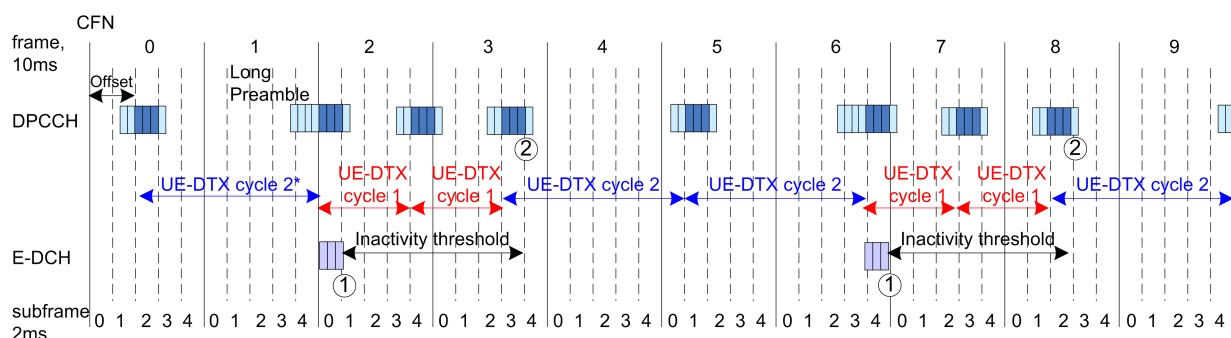 CFN
frame,
10ms
0 1 2 3 4 5 6 7 8 9
Offset
Long
Preamble
DPCCH
2 2
UE-DTX cycle 2*
UE-DTX
cycle 1
UE-DTX
cycle 1
UE-DTX cycle 2
UE-DTX cycle 2
UE-DTX
cycle 1
UE-DTX
cycle 1
UE-DTX cycle 2
E-DCH
Inactivity threshold
Inactivity threshold
1 1
subframe
2ms
0 1 2 3 4 0 1 2 3 4 0 1 2 3 4 0 1 2 3 4 0 1 2 3 4 0 1 2 3 4 0 1 2 3 4 0 1 2 3 4 0 1 2 3 4 0 1 2 3 4